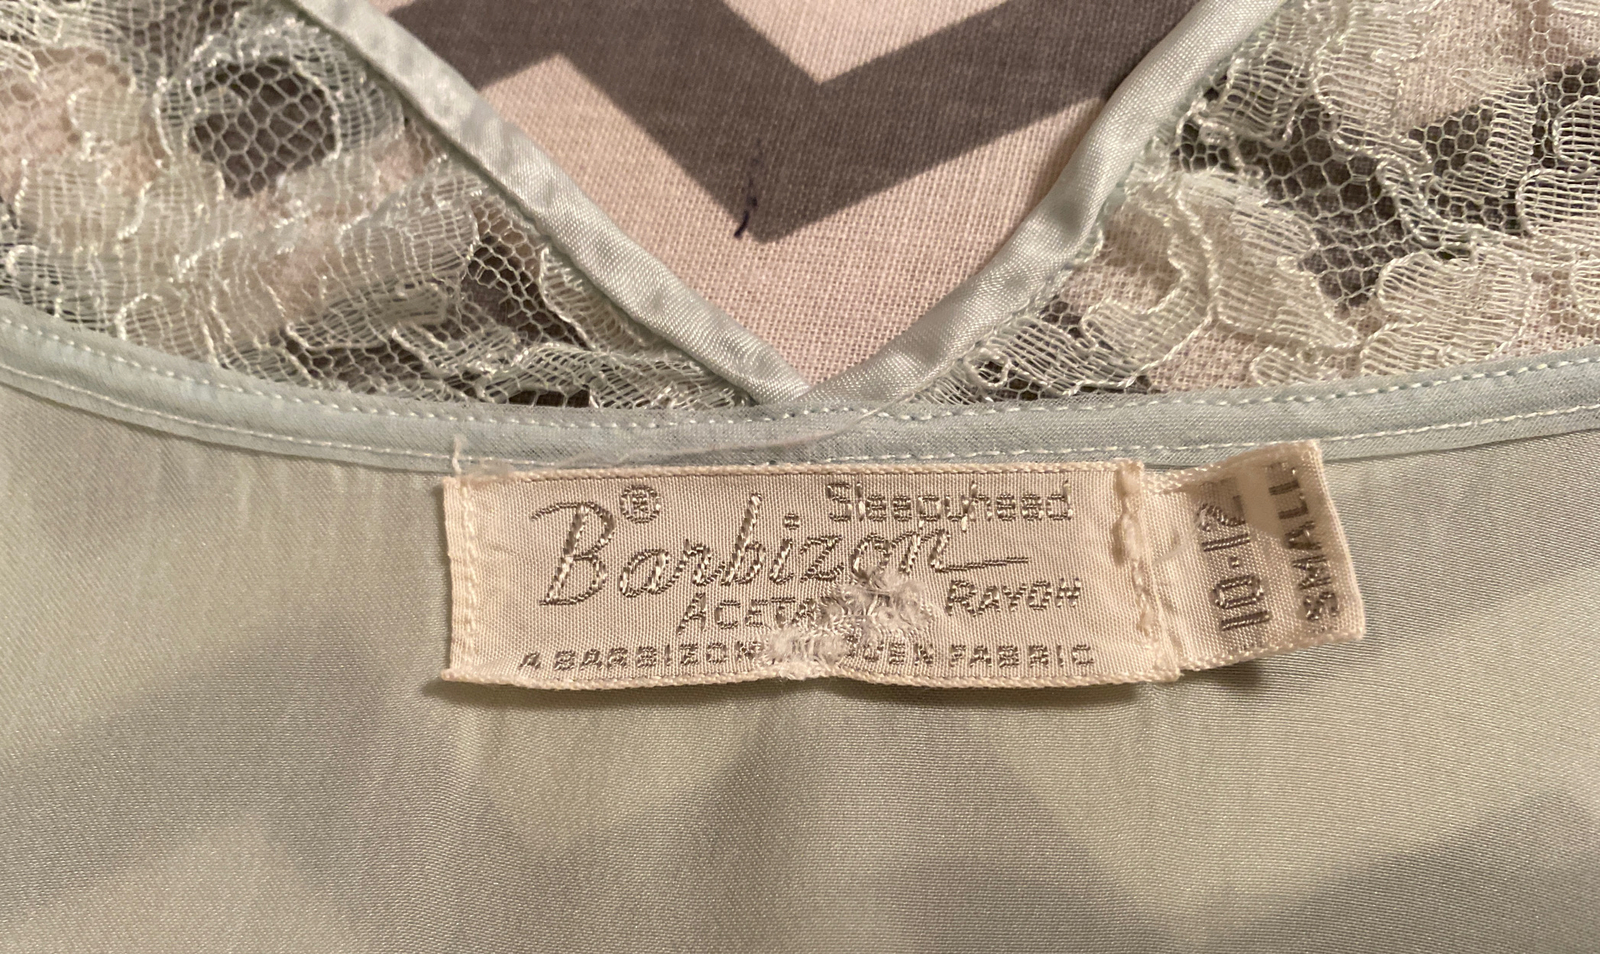 Sleepyhead
Barbizon®
RAYON
A BARBIZON FABRIC
10-12
SMALL